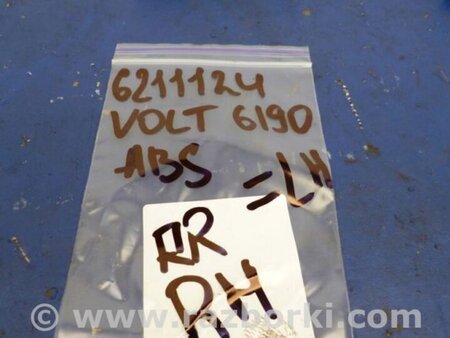 6211124
VOLT 6190
ABS -LH
RR
RH
© www.razborki.com